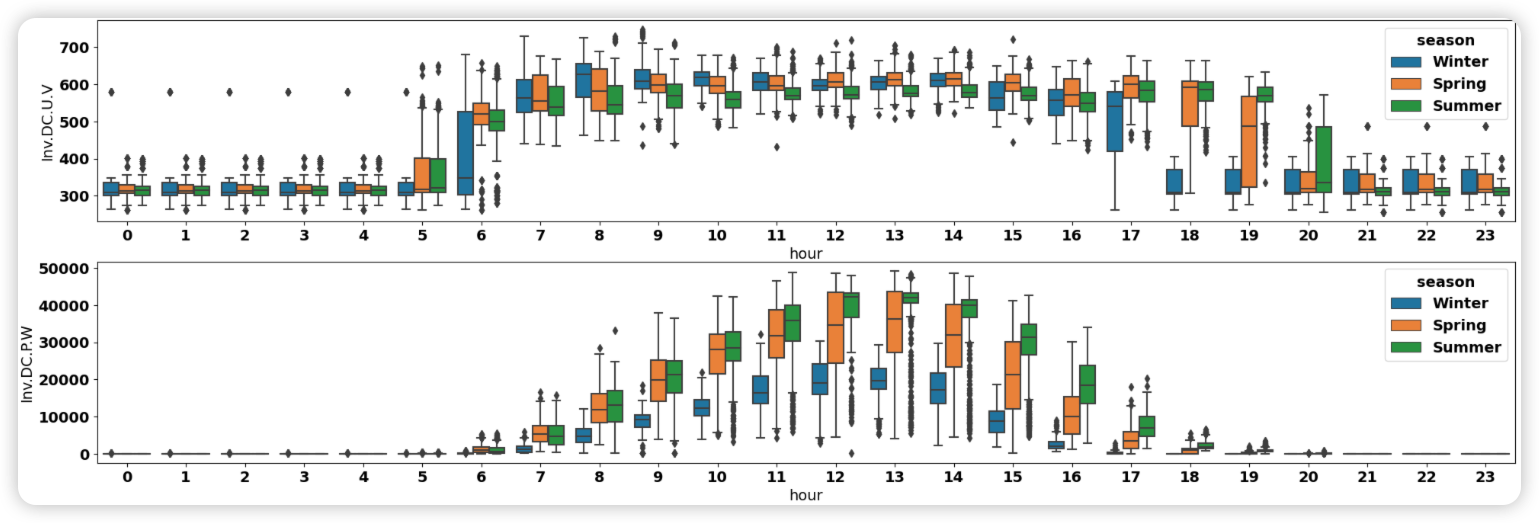 Inv.DC.U.V
700
600
500
400
300
season
Winter
Spring
Summer
0 1 2 3 4 5 6 7 8 9 10 11 12 13 14 15 16 17 18 19 20 21 22 23
hour
Inv.DC.P.W
50000
40000
30000
20000
10000
0
season
Winter
Spring
Summer
0 1 2 3 4 5 6 7 8 9 10 11 12 13 14 15 16 17 18 19 20 21 22 23
hour